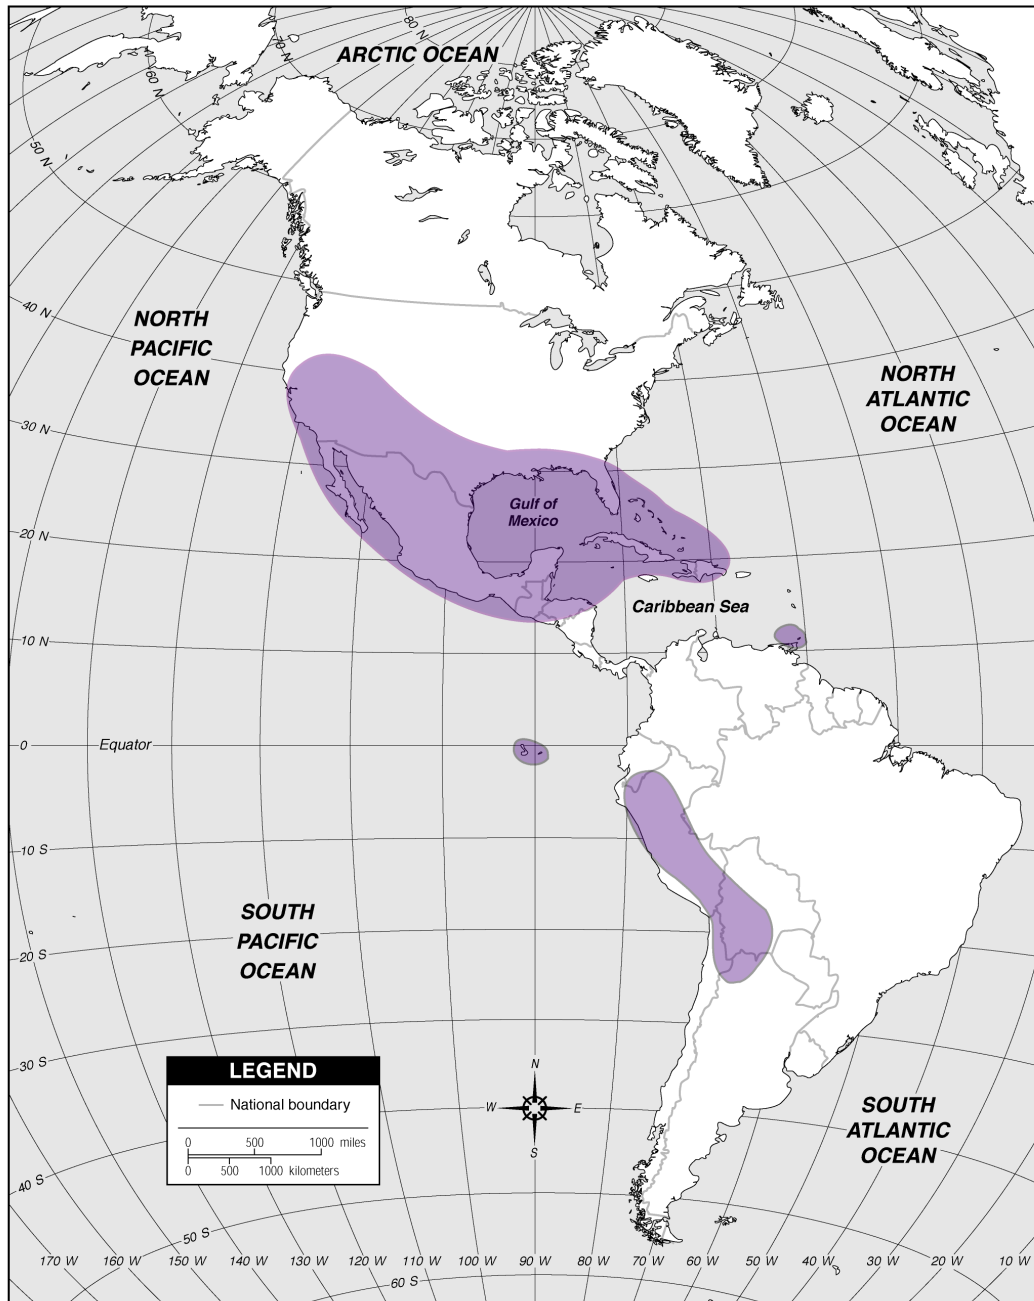 80 N
70 N
60 N
50 N
ARCTIC OCEAN
40 N
NORTH
PACIFIC
OCEAN
NORTH
ATLANTIC
OCEAN
30 N
Gulf of
Mexico
20 N
Caribbean Sea
10 N
0
Equator
10 S
SOUTH
PACIFIC
OCEAN
20 S
30 S
LEGEND
National boundary
0 500 1000 miles
0 500 1000 kilometers
N
W E
S
SOUTH
ATLANTIC
OCEAN
40 S
50 S
170 W 160 W 150 W 140 W 130 W 120 W 110 W 100 W 90 W 80 W 70 W 60 W 50 W 40 W 30 W 20 W 10 W
60 S